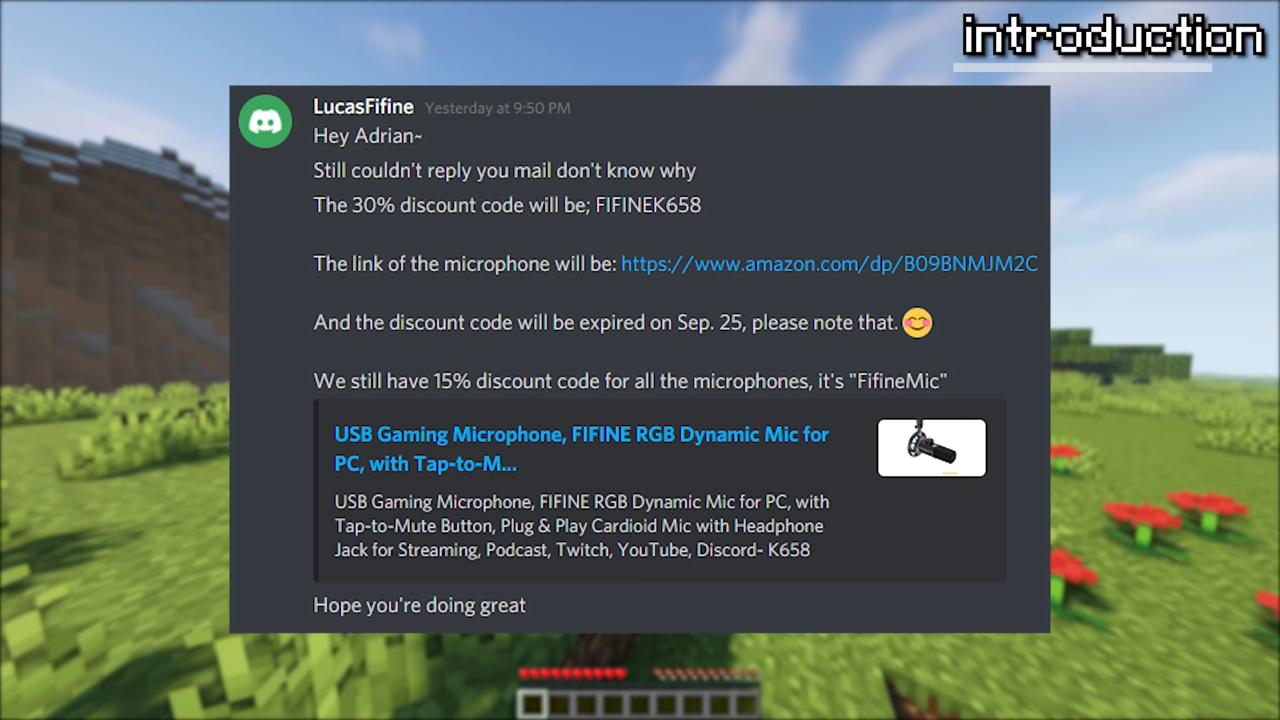 introduction
LucasFifine Yesterday at 9:50 PM
Hey Adrian~
Still couldn't reply you mail don't know why
The 30% discount code will be; FIFINEK658
The link of the microphone will be: https://www.amazon.com/dp/B09BNMJM2C
And the discount code will be expired on Sep. 25, please note that. 😊
We still have 15% discount code for all the microphones, it's "FifineMic"
USB Gaming Microphone, FIFINE RGB Dynamic Mic for
PC, with Tap-to-M...
USB Gaming Microphone, FIFINE RGB Dynamic Mic for PC, with
Tap-to-Mute Button, Plug & Play Cardioid Mic with Headphone
Jack for Streaming, Podcast, Twitch, YouTube, Discord- K658
Hope you're doing great